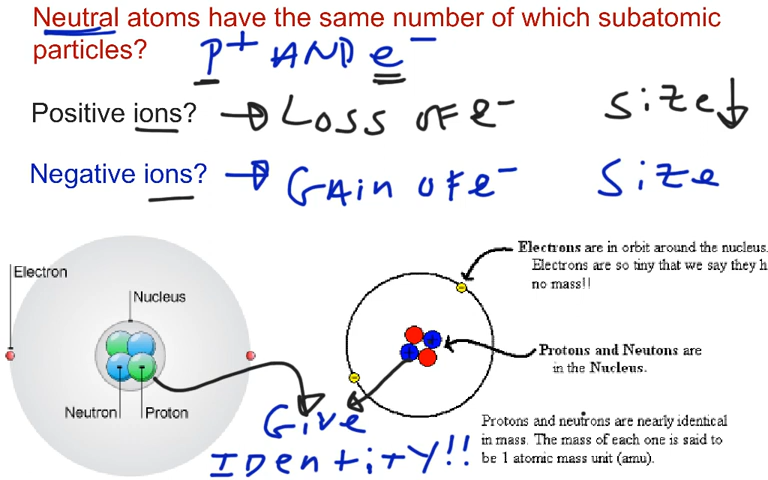 Neutral atoms have the same number of which subatomic
particles?
P+ AND e-
Positive ions? → LOSS OF e- Size↓
Negative ions? → GAin OF e- Size
Electron
Nucleus
Neutron
Proton
Electrons are in orbit around the nucleus.
Electrons are so tiny that we say they h
no mass!!
Protons and Neutons are
in the Nucleus.
Give
IDentity!!
Protons and neutrons are nearly identical
in mass. The mass of each one is said to
be 1 atomic mass unit (amu).